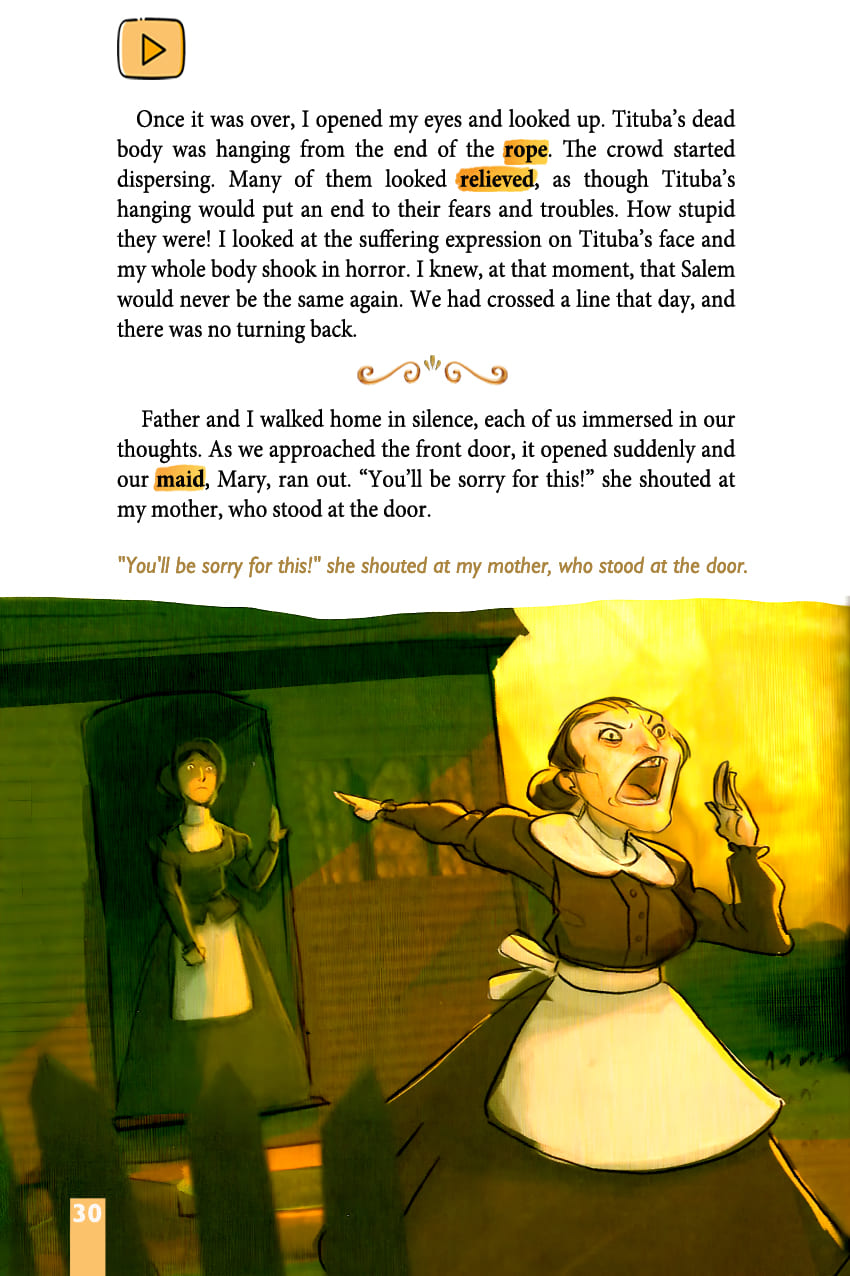 Once it was over, I opened my eyes and looked up. Tituba’s dead
body was hanging from the end of the rope. The crowd started
dispersing. Many of them looked relieved, as though Tituba’s
hanging would put an end to their fears and troubles. How stupid
they were! I looked at the suffering expression on Tituba’s face and
my whole body shook in horror. I knew, at that moment, that Salem
would never be the same again. We had crossed a line that day, and
there was no turning back.
Father and I walked home in silence, each of us immersed in our
thoughts. As we approached the front door, it opened suddenly and
our maid, Mary, ran out. “You’ll be sorry for this!” she shouted at
my mother, who stood at the door.
"You'll be sorry for this!" she shouted at my mother, who stood at the door.
30